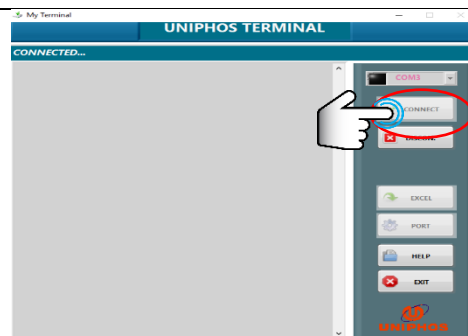 My Terminal
UNIPHOS TERMINAL
CONNECTED...
COM3
CONNECT
EXCEL
PORT
HELP
EXIT
UNIPHOS